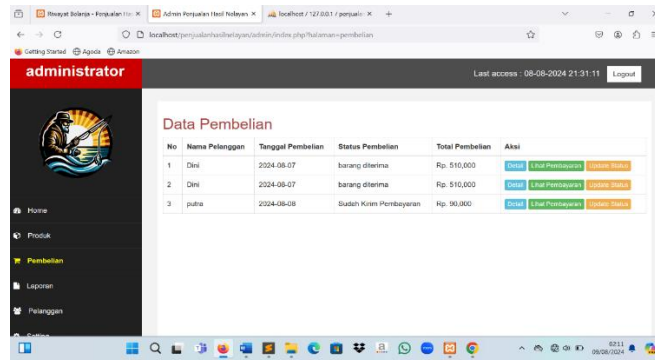 Riwayat Belanja - Penjualan Has
Admin Penjualan Hasil Nelayan
localhost / 127.0.0.1 / penjuala
localhost/penjualanhasilnelayan/admin/index.php?halaman=pembelian
Getting Started Agoda Amazon
administrator
Last access : 08-08-2024 21:31:11 Logout
Data Pembelian
No Nama Pelanggan Tanggal Pembelian Status Pembelian Total Pembelian Aksi
1 Dini 2024-08-07 barang diterima Rp. 510,000 Detail Lihat Pembayaran Update Status
2 Dini 2024-08-07 barang diterima Rp. 510,000 Detail Lihat Pembayaran Update Status
3 putra 2024-08-08 Sudah Kirim Pembayaran Rp. 90,000 Detail Lihat Pembayaran Update Status
Home
Produk
Pembelian
Laporan
Pelanggan
02:11
09/08/2024